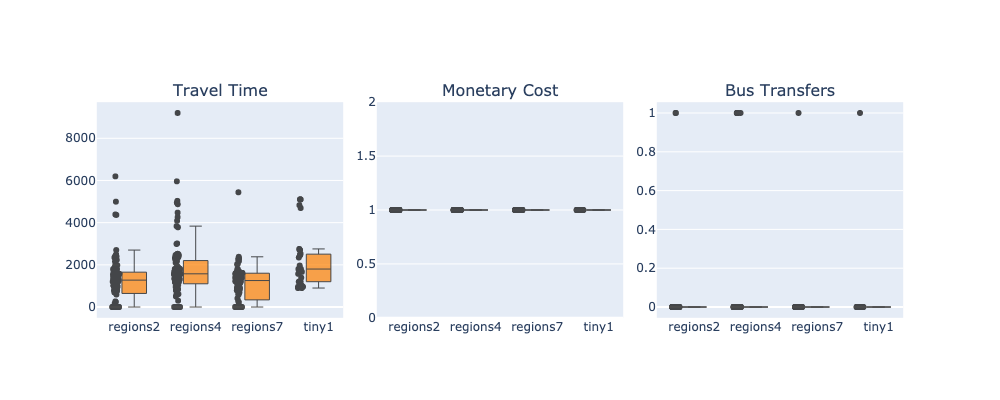 Travel Time
8000
6000
4000
2000
0
regions2 regions4 regions7 tiny1
Monetary Cost
2
1.5
1
0.5
0
regions2 regions4 regions7 tiny1
Bus Transfers
1
0.8
0.6
0.4
0.2
0
regions2 regions4 regions7 tiny1